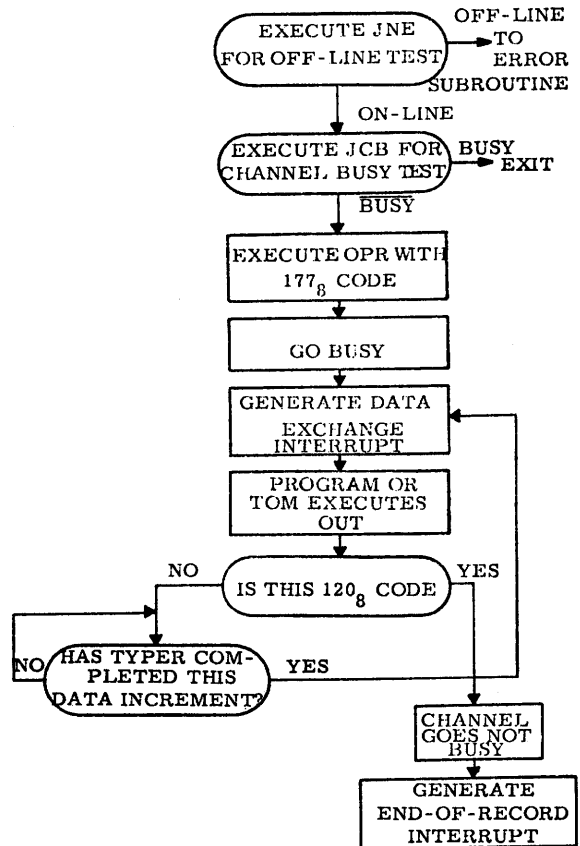 EXECUTE JNE
FOR OFF-LINE TEST
OFF-LINE
TO
ERROR
SUBROUTINE
ON-LINE
EXECUTE JCB FOR
CHANNEL BUSY TEST
BUSY
EXIT
BUSY
EXECUTE OPR WITH
177₈ CODE
GO BUSY
GENERATE DATA
EXCHANGE
INTERRUPT
PROGRAM OR
TOM EXECUTES
OUT
NO
IS THIS 120₈ CODE
YES
NO
HAS TYPER COM-
PLETED THIS
DATA INCREMENT?
YES
CHANNEL
GOES NOT
BUSY
GENERATE
END-OF-RECORD
INTERRUPT